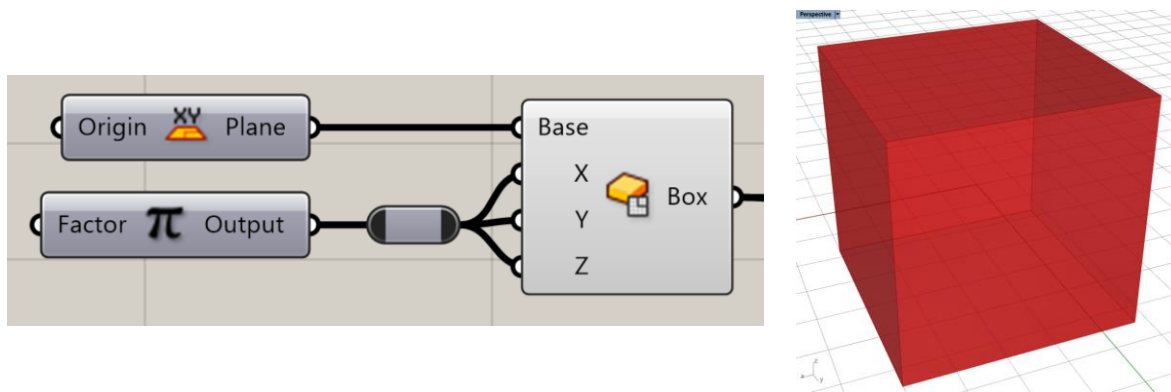 Origin XY Plane
Factor π Output
Base
X
Y
Z
Box
Perspective
z
x y